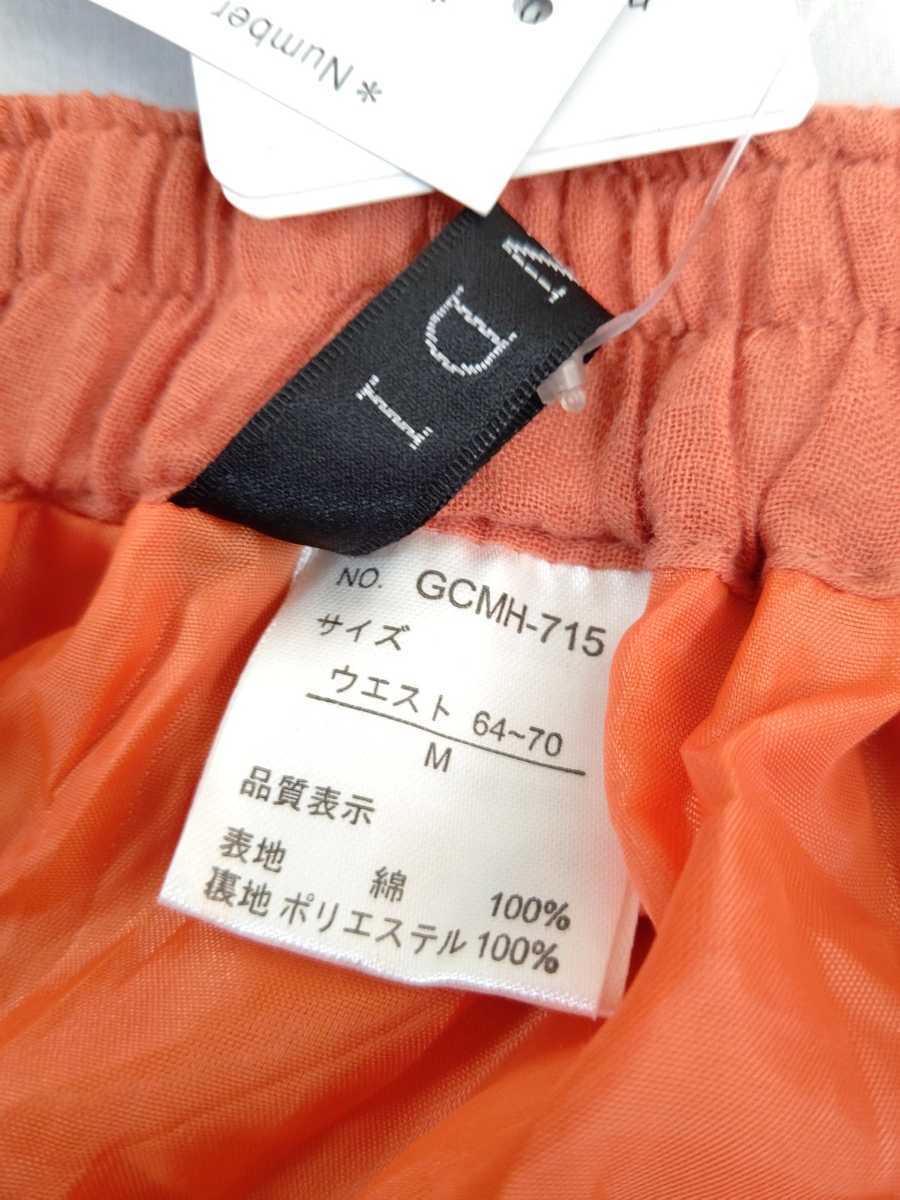 *Number
I D V
NO. GCMH-715
サイズ
ウエスト 64~70
M
品質表示
表地 綿 100%
裏地 ポリエステル 100%